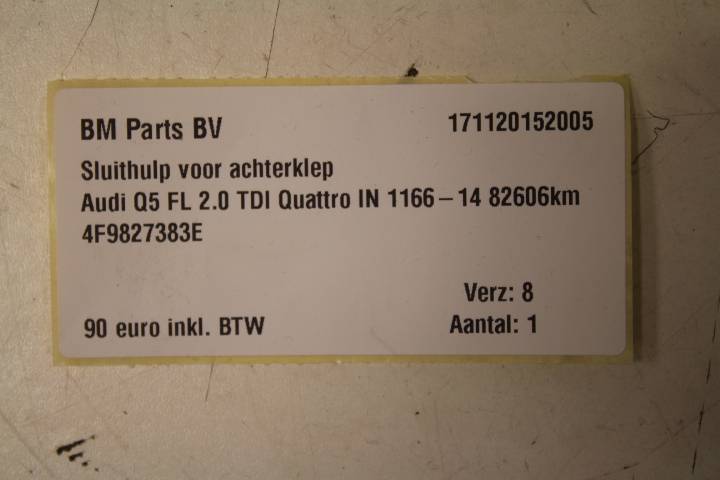 BM Parts BV 171120152005
Sluithulp voor achterklep
Audi Q5 FL 2.0 TDI Quattro IN 1166 – 14 82606km
4F9827383E
Verz: 8
90 euro inkl. BTW Aantal: 1